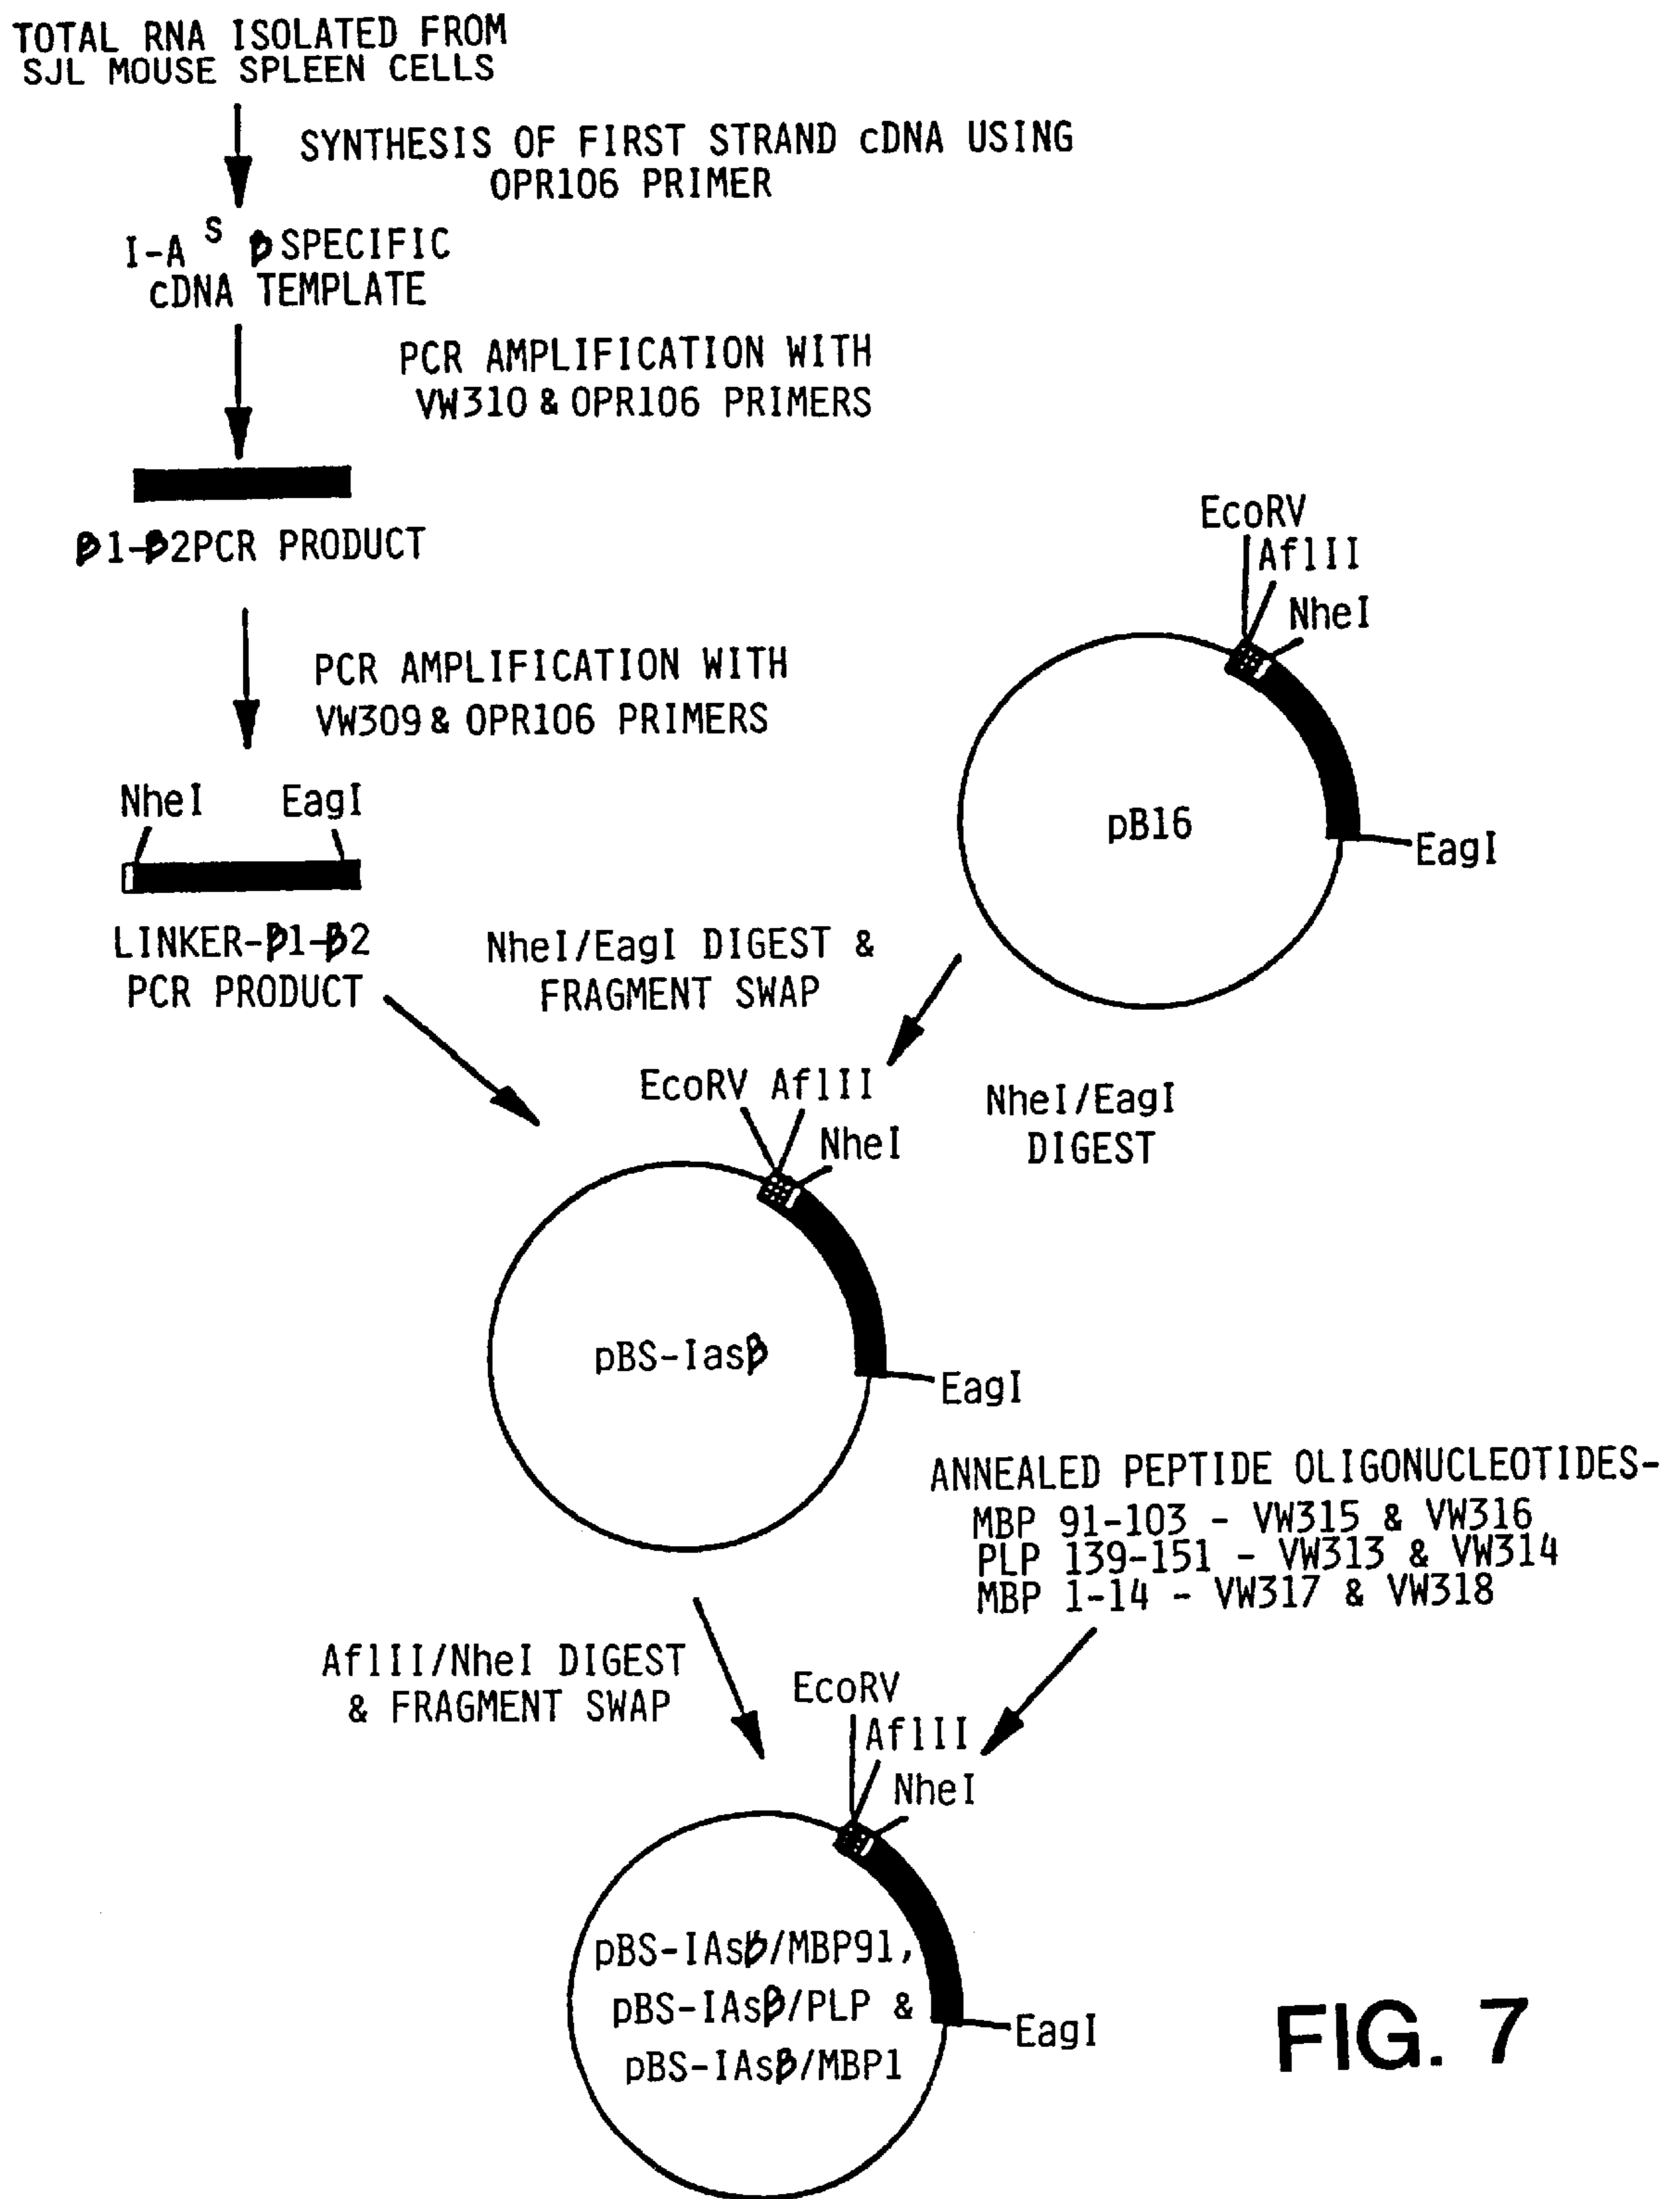 TOTAL RNA ISOLATED FROM
SJL MOUSE SPLEEN CELLS
SYNTHESIS OF FIRST STRAND cDNA USING
OPR106 PRIMER
I-A S β SPECIFIC
cDNA TEMPLATE
PCR AMPLIFICATION WITH
VW310 & OPR106 PRIMERS
β1-β2PCR PRODUCT
EcoRV
AflII
NheI
PCR AMPLIFICATION WITH
VW309 & OPR106 PRIMERS
NheI EagI
pB16
EagI
LINKER-β1-β2
PCR PRODUCT
NheI/EagI DIGEST &
FRAGMENT SWAP
EcoRV AflII
NheI
NheI/EagI
DIGEST
pBS-Iasβ
EagI
ANNEALED PEPTIDE OLIGONUCLEOTIDES-
MBP 91-103 - VW315 & VW316
PLP 139-151 - VW313 & VW314
MBP 1-14 - VW317 & VW318
AflII/NheI DIGEST
& FRAGMENT SWAP
EcoRV
AflII
NheI
pBS-IAsβ/MBP91,
pBS-IAsβ/PLP &
pBS-IAsβ/MBP1
EagI
FIG. 7